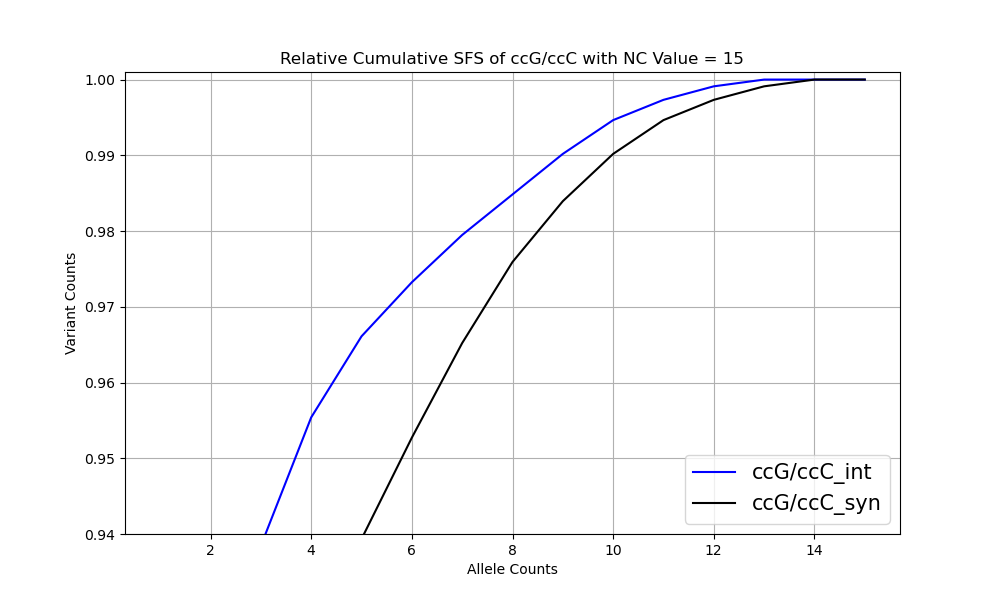 Relative Cumulative SFS of ccG/ccC with NC Value = 15
1.00
0.99
0.98
0.97
0.96
0.95
0.94
Variant Counts
ccG/ccC_int
ccG/ccC_syn
2 4 6 8 10 12 14
Allele Counts